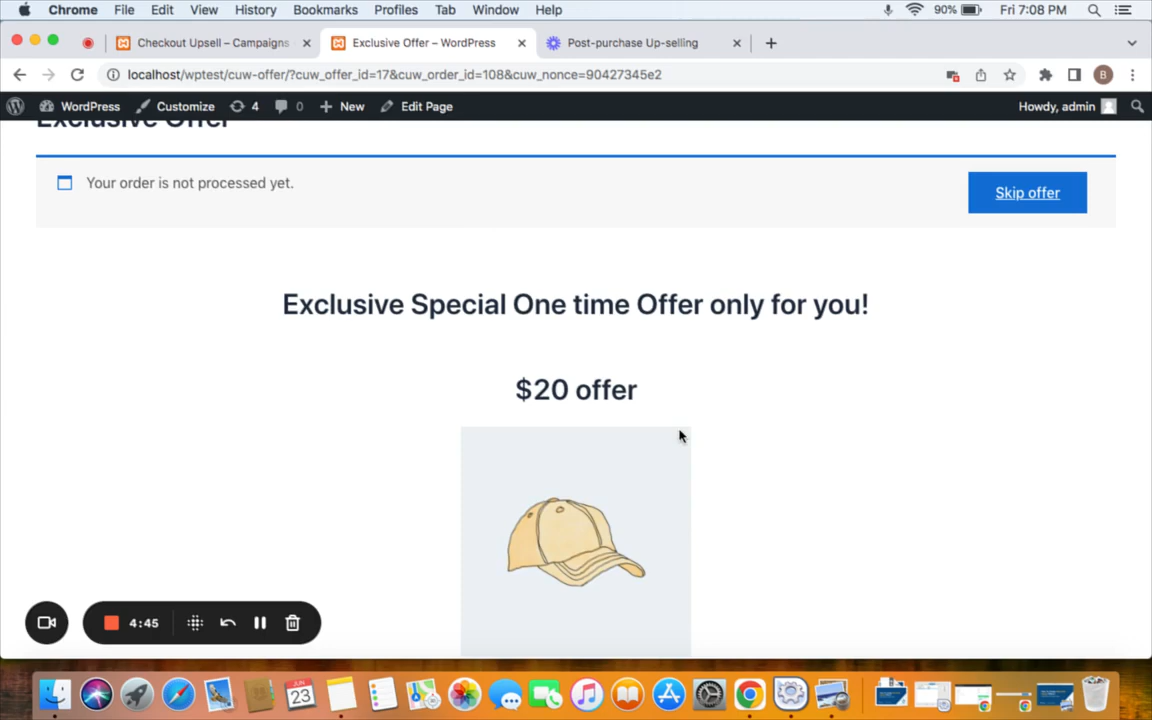 Chrome File Edit View History Bookmarks Profiles Tab Window Help 90% Fri 7:08 PM
Checkout Upsell – Campaigns
Exclusive Offer – WordPress
Post-purchase Up-selling
localhost/wptest/cuw-offer/?cuw_offer_id=17&cuw_order_id=108&cuw_nonce=90427345e2
B
WordPress Customize 4 0 New Edit Page Howdy, admin
Exclusive Offer
Your order is not processed yet.
Skip offer
Exclusive Special One time Offer only for you!
$20 offer
4:45
JUN
23